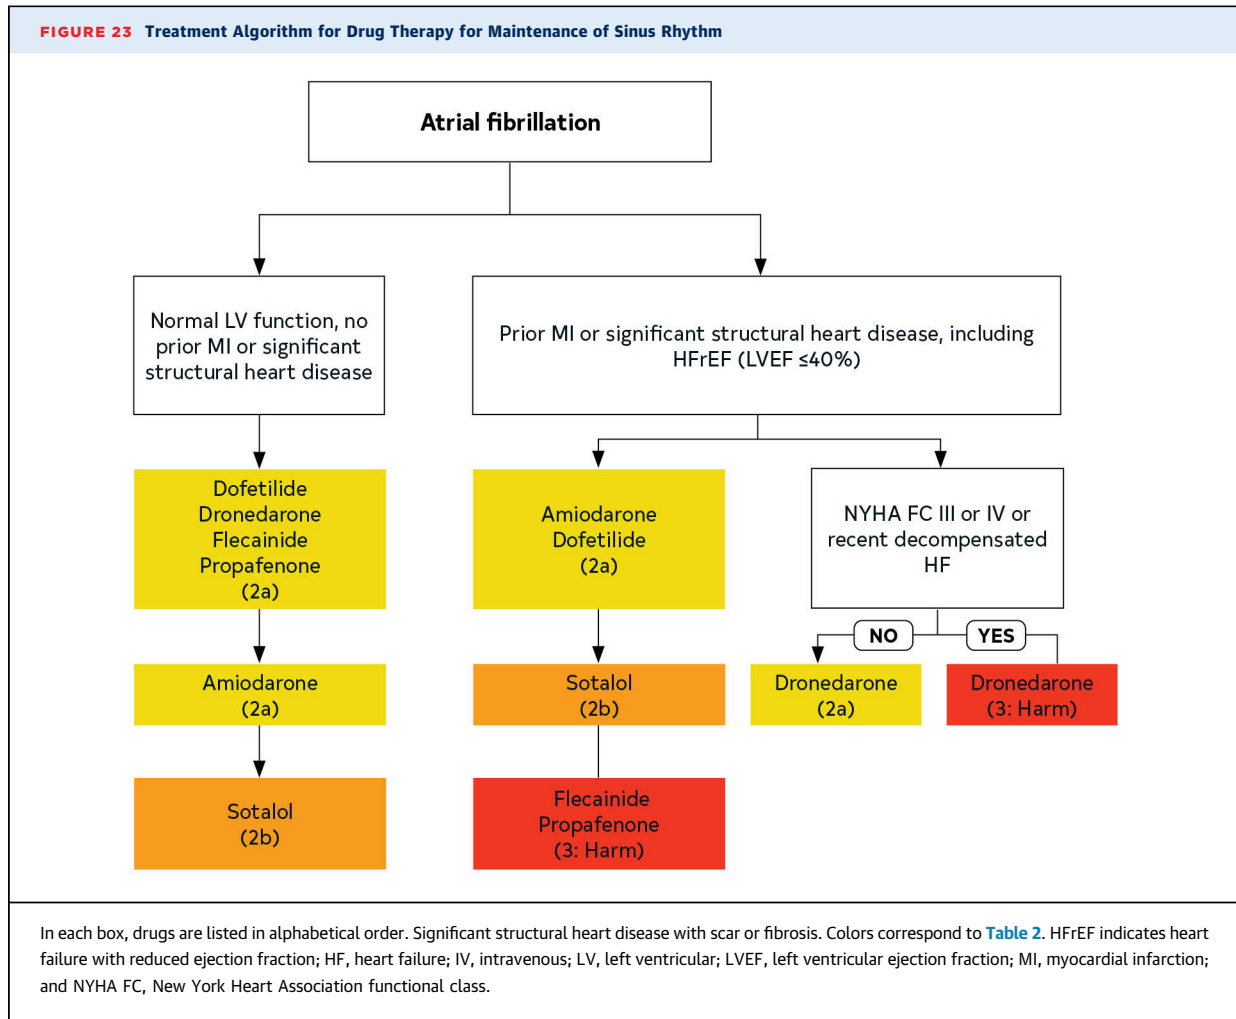 FIGURE 23 Treatment Algorithm for Drug Therapy for Maintenance of Sinus Rhythm
Atrial fibrillation
Normal LV function, no
prior MI or significant
structural heart disease
Prior MI or significant structural heart disease, including
HFrEF (LVEF ≤40%)
Dofetilide
Dronedarone
Flecainide
Propafenone
(2a)
Amiodarone
Dofetilide
(2a)
NYHA FC III or IV or
recent decompensated
HF
NO
YES
Amiodarone
(2a)
Sotalol
(2b)
Dronedarone
(2a)
Dronedarone
(3: Harm)
Sotalol
(2b)
Flecainide
Propafenone
(3: Harm)
In each box, drugs are listed in alphabetical order. Significant structural heart disease with scar or fibrosis. Colors correspond to Table 2. HFrEF indicates heart
failure with reduced ejection fraction; HF, heart failure; IV, intravenous; LV, left ventricular; LVEF, left ventricular ejection fraction; MI, myocardial infarction;
and NYHA FC, New York Heart Association functional class.